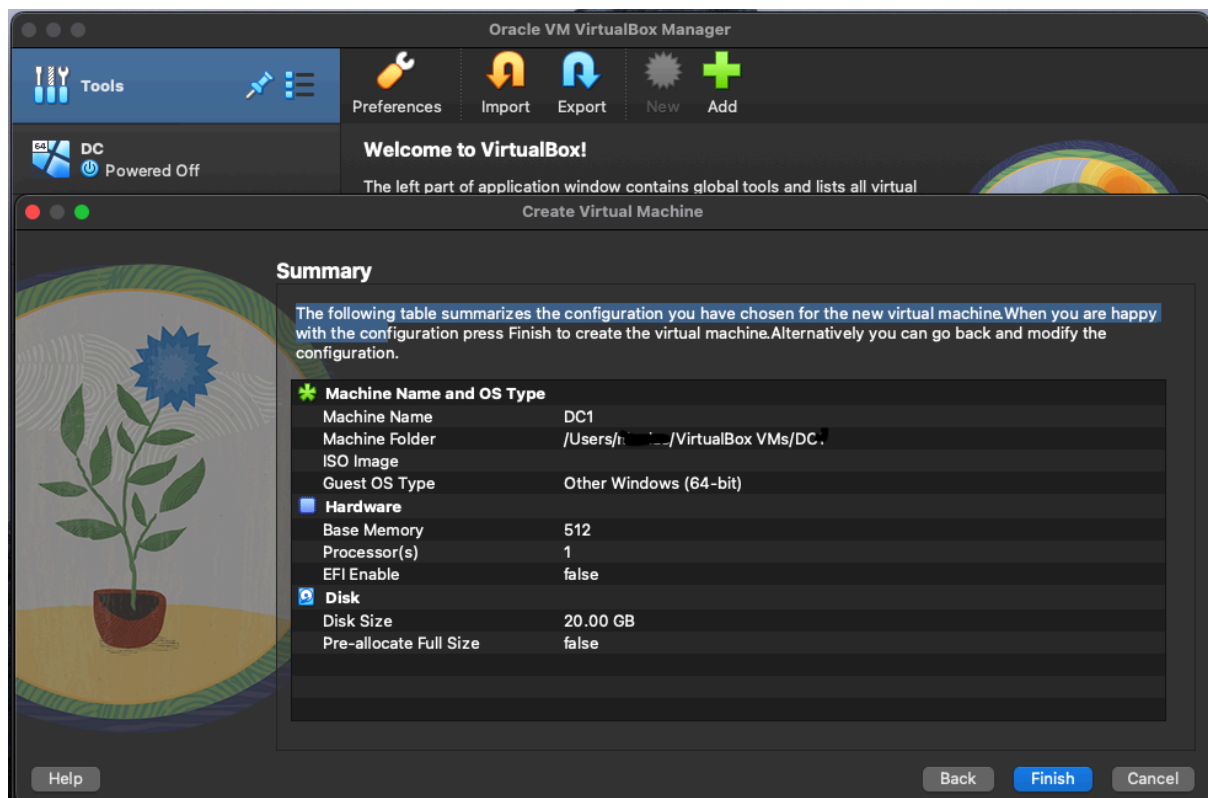 Oracle VM VirtualBox Manager
Tools
Preferences
Import
Export
New
Add
64
DC
Powered Off
Welcome to VirtualBox!
The left part of application window contains global tools and lists all virtual
Create Virtual Machine
Summary
The following table summarizes the configuration you have chosen for the new virtual machine.When you are happy
with the configuration press Finish to create the virtual machine.Alternatively you can go back and modify the
configuration.
Machine Name and OS Type
Machine Name DC1
Machine Folder /Users/ /VirtualBox VMs/DC
ISO Image
Guest OS Type Other Windows (64-bit)
Hardware
Base Memory 512
Processor(s) 1
EFI Enable false
Disk
Disk Size 20.00 GB
Pre-allocate Full Size false
Help
Back
Finish
Cancel